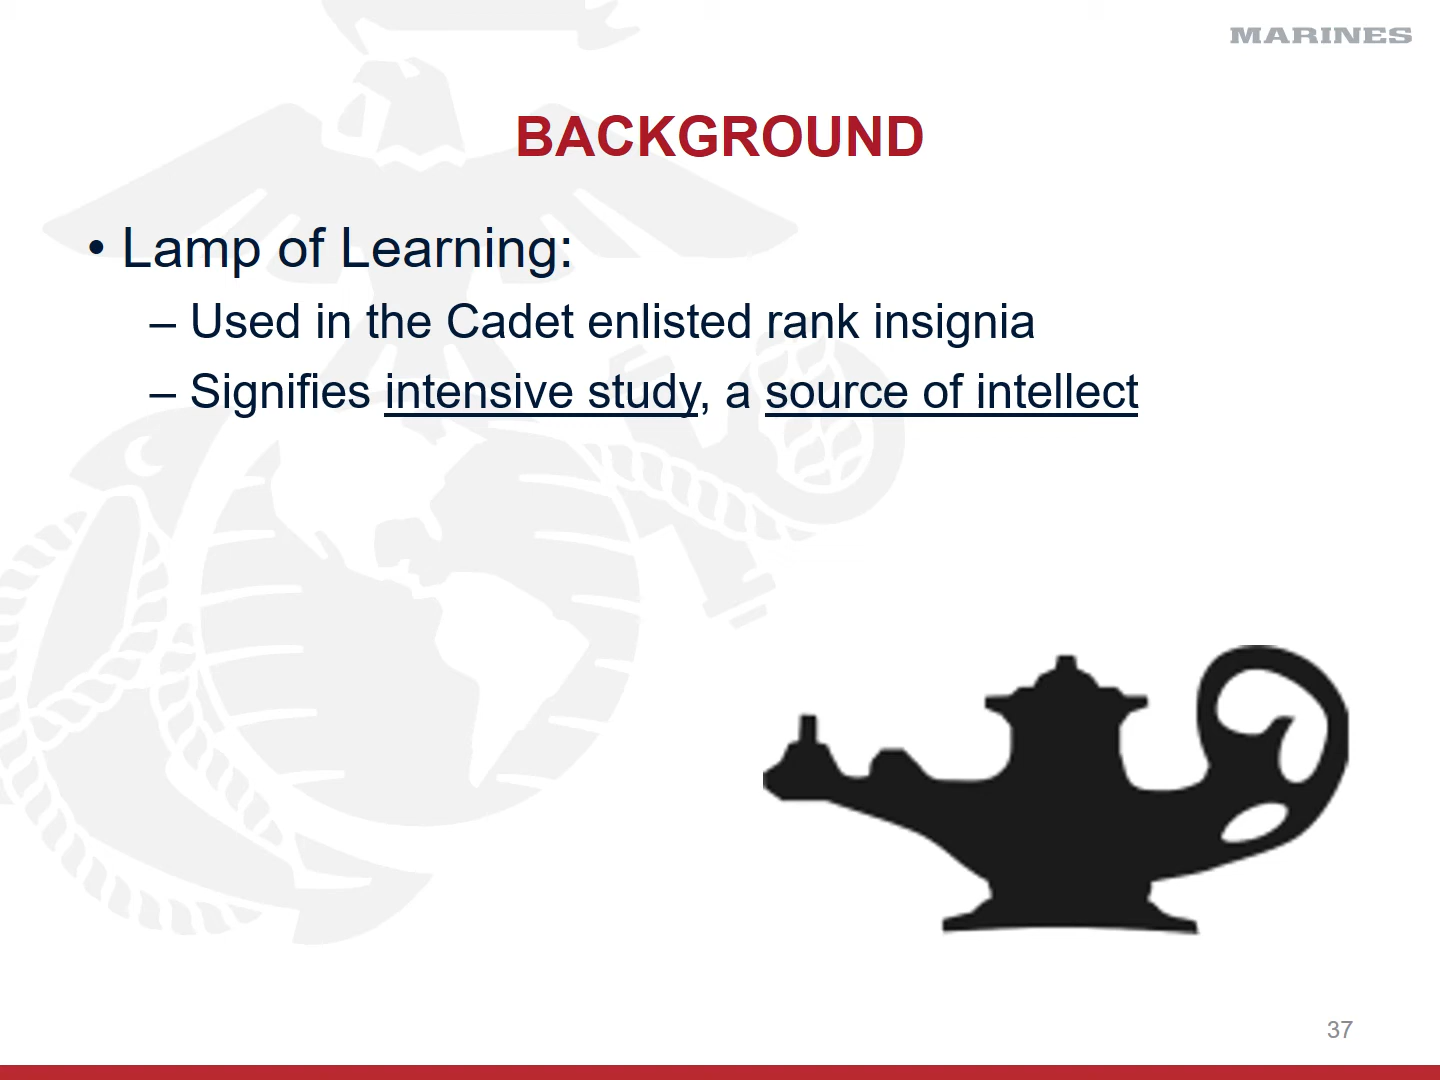 MARINES
BACKGROUND
• Lamp of Learning:
– Used in the Cadet enlisted rank insignia
– Signifies intensive study, a source of intellect
37